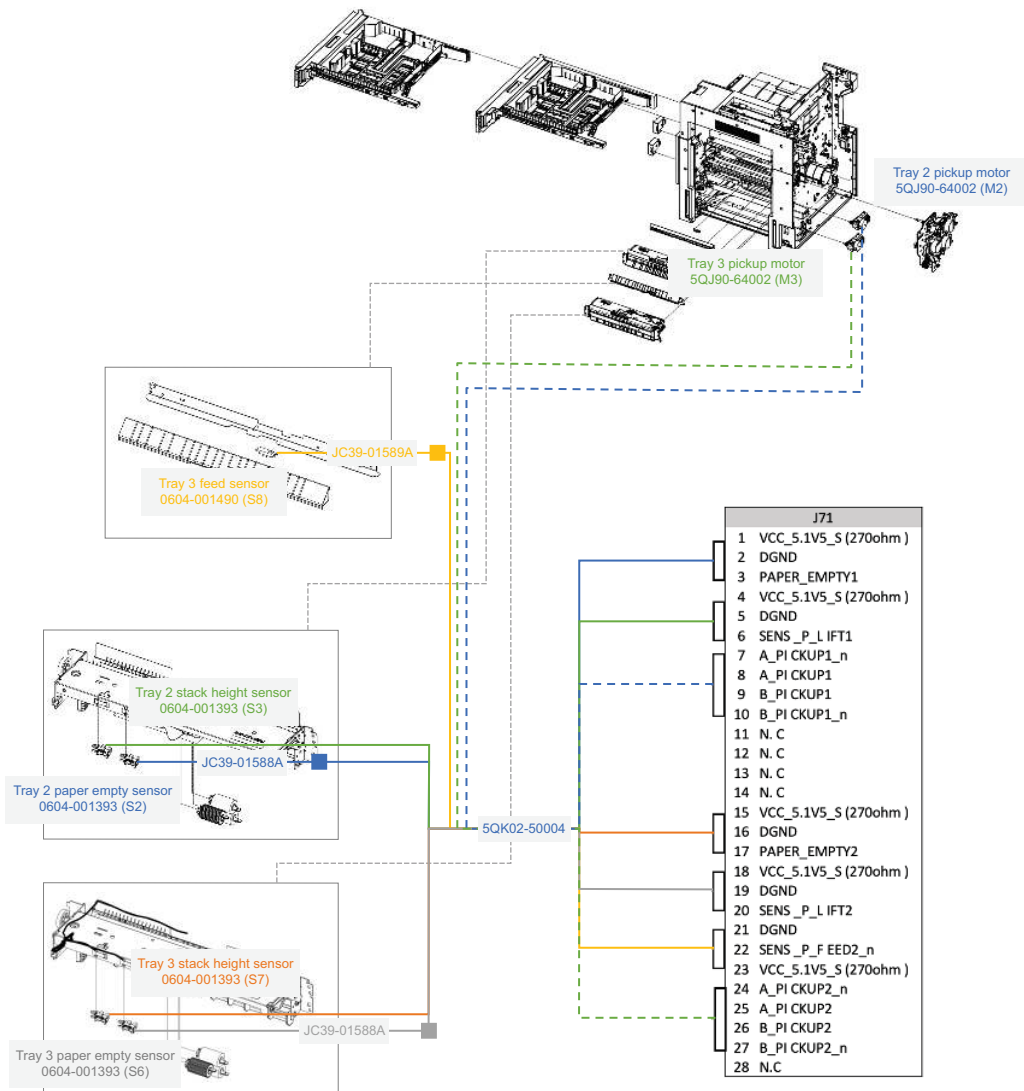 Tray 2 pickup motor
5QJ90-64002 (M2)
Tray 3 pickup motor
5QJ90-64002 (M3)
JC39-01589A
Tray 3 feed sensor
0604-001490 (S8)
Tray 2 stack height sensor
0604-001393 (S3)
JC39-01588A
Tray 2 paper empty sensor
0604-001393 (S2)
5QK02-50004
Tray 3 stack height sensor
0604-001393 (S7)
JC39-01588A
Tray 3 paper empty sensor
0604-001393 (S6)
J71
1 VCC_5.1V5_S (270ohm )
2 DGND
3 PAPER_EMPTY1
4 VCC_5.1V5_S (270ohm )
5 DGND
6 SENS _P_L IFT1
7 A_PI CKUP1_n
8 A_PI CKUP1
9 B_PI CKUP1
10 B_PI CKUP1_n
11 N. C
12 N. C
13 N. C
14 N. C
15 VCC_5.1V5_S (270ohm )
16 DGND
17 PAPER_EMPTY2
18 VCC_5.1V5_S (270ohm )
19 DGND
20 SENS _P_L IFT2
21 DGND
22 SENS _P_F EED2_n
23 VCC_5.1V5_S (270ohm )
24 A_PI CKUP2_n
25 A_PI CKUP2
26 B_PI CKUP2
27 B_PI CKUP2_n
28 N.C